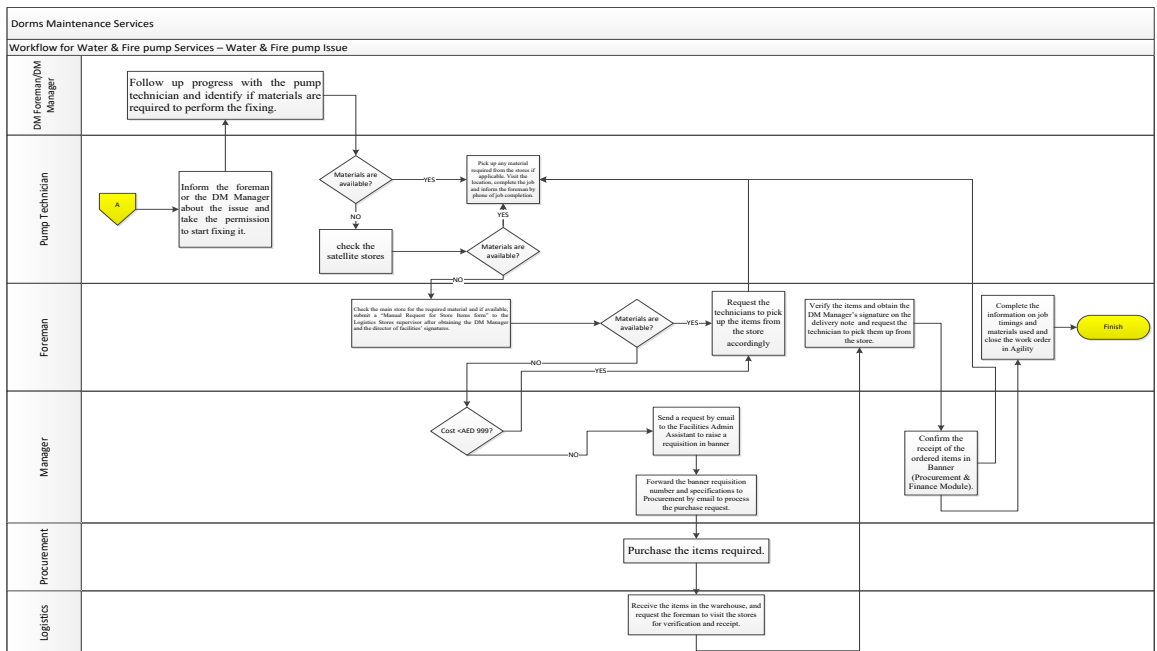 Dorms Maintenance Services
Workflow for Water & Fire pump Services – Water & Fire pump Issue
DM Foreman/DM
Manager
Follow up progress with the pump
technician and identify if materials are
required to perform the fixing.
Pump Technician
A
Inform the foreman
or the DM Manager
about the issue and
take the permission
to start fixing it.
Materials are
available?
YES
NO
Pick up any material
required from the stores if
applicable. Visit the
location, complete the job
and inform the foreman by
phone of job completion.
YES
check the
satellite stores
Materials are
available?
NO
Foreman
Check the main store for the required material and if available,
submit a "Manual Request for Store Items form" to the
Logistics Stores supervisor after obtaining the DM Manager
and the director of facilities' signatures.
Materials are
available?
YES
NO
Request the
technicians to pick
up the items from
the store
accordingly
Verify the items and obtain the
DM Manager's signature on the
delivery note and request the
technician to pick them up from
the store.
Complete the
information on job
timings and
materials used and
close the work order
in Agility
Finish
Manager
Cost <AED 999?
YES
NO
Send a request by email
to the Facilities Admin
Assistant to raise a
requisition in banner
Forward the banner requisition
number and specifications to
Procurement by email to process
the purchase request.
Confirm the
receipt of the
ordered items in
Banner
(Procurement &
Finance Module).
Procurement
Purchase the items required.
Logistics
Receive the items in the warehouse, and
request the foreman to visit the stores
for verification and receipt.